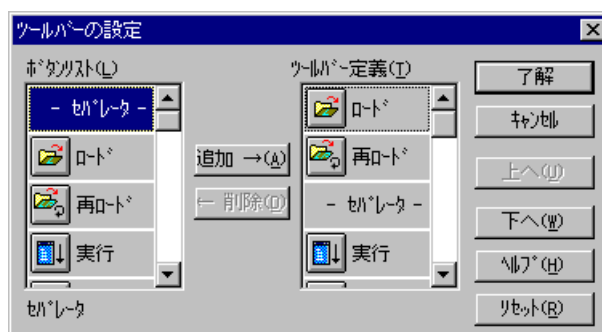 ツールバーの設定
ﾎﾞﾀﾝﾘｽﾄ(L)
- ｾﾊﾟﾚｰﾀ -
ﾛｰﾄﾞ
再ﾛｰﾄﾞ
実行
ｾﾊﾟﾚｰﾀ
追加 →(A)
← 削除(D)
ﾂｰﾙﾊﾞｰ定義(T)
ﾛｰﾄﾞ
再ﾛｰﾄﾞ
- ｾﾊﾟﾚｰﾀ -
実行
了解
ｷｬﾝｾﾙ
上へ(U)
下へ(W)
ﾍﾙﾌﾟ(H)
ﾘｾｯﾄ(R)